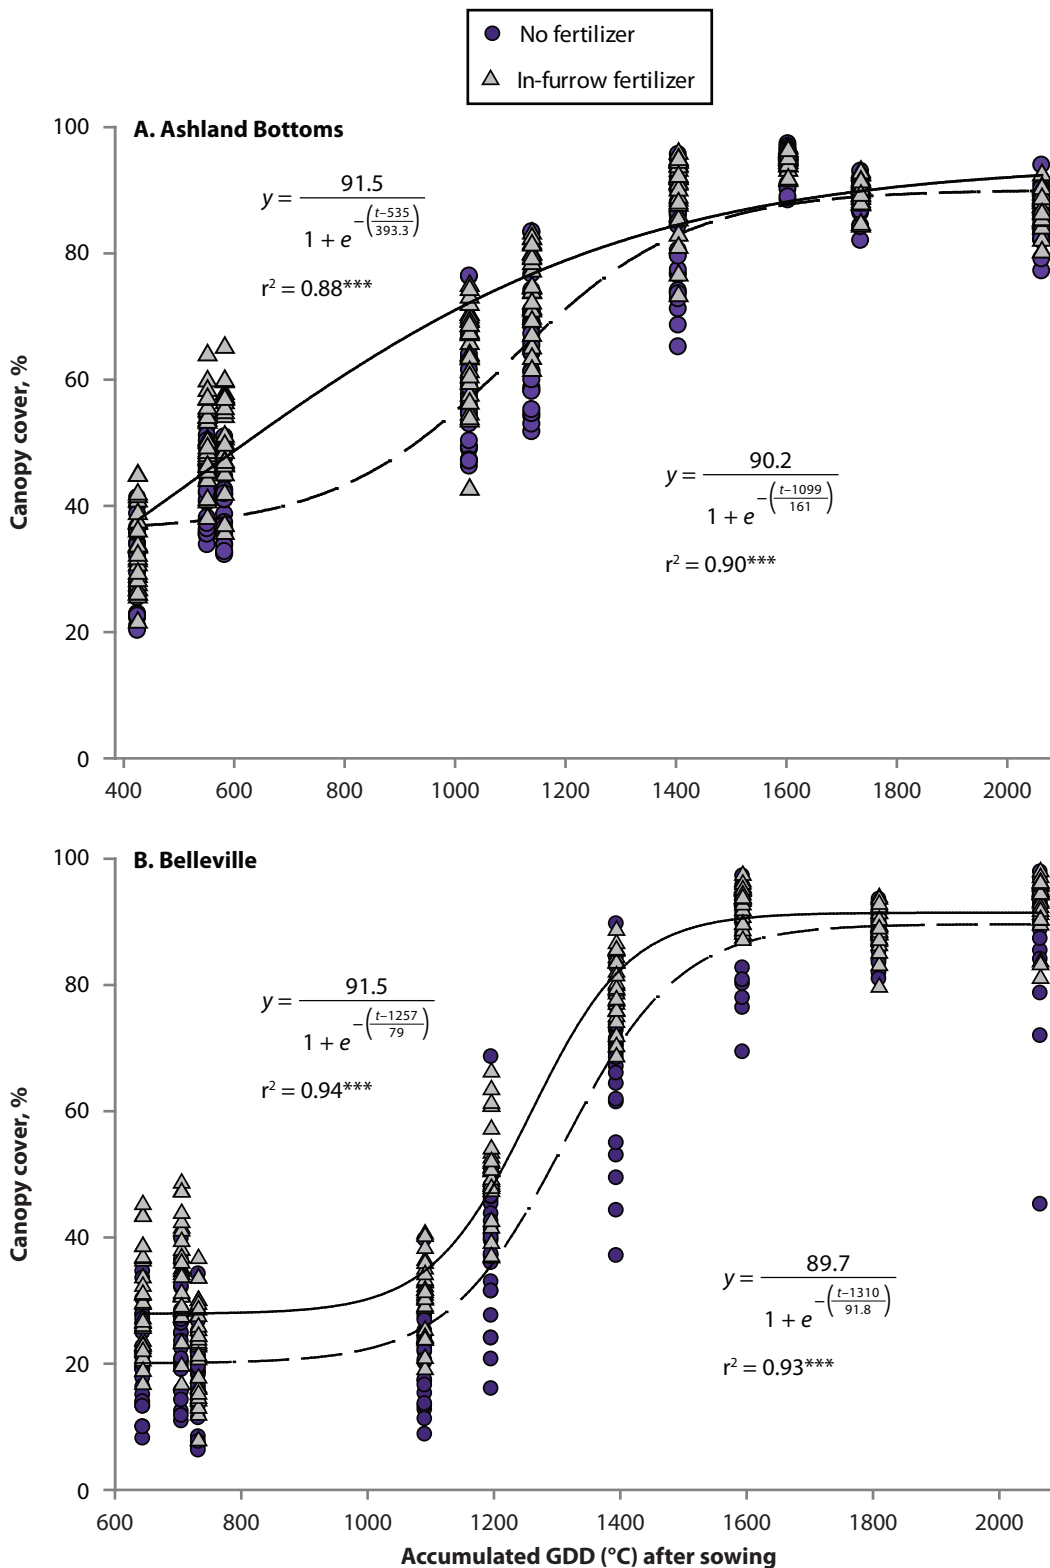 No fertilizer
In-furrow fertilizer
A. Ashland Bottoms
100
80
60
40
20
0
Canopy cover, %
y = 91.5 / 1 + e^−(t−535/393.3)
r² = 0.88***
y = 90.2 / 1 + e^−(t−1099/161)
r² = 0.90***
400 600 800 1000 1200 1400 1600 1800 2000
B. Belleville
100
80
60
40
20
0
Canopy cover, %
y = 91.5 / 1 + e^−(t−1257/79)
r² = 0.94***
y = 89.7 / 1 + e^−(t−1310/91.8)
r² = 0.93***
600 800 1000 1200 1400 1600 1800 2000
Accumulated GDD (°C) after sowing